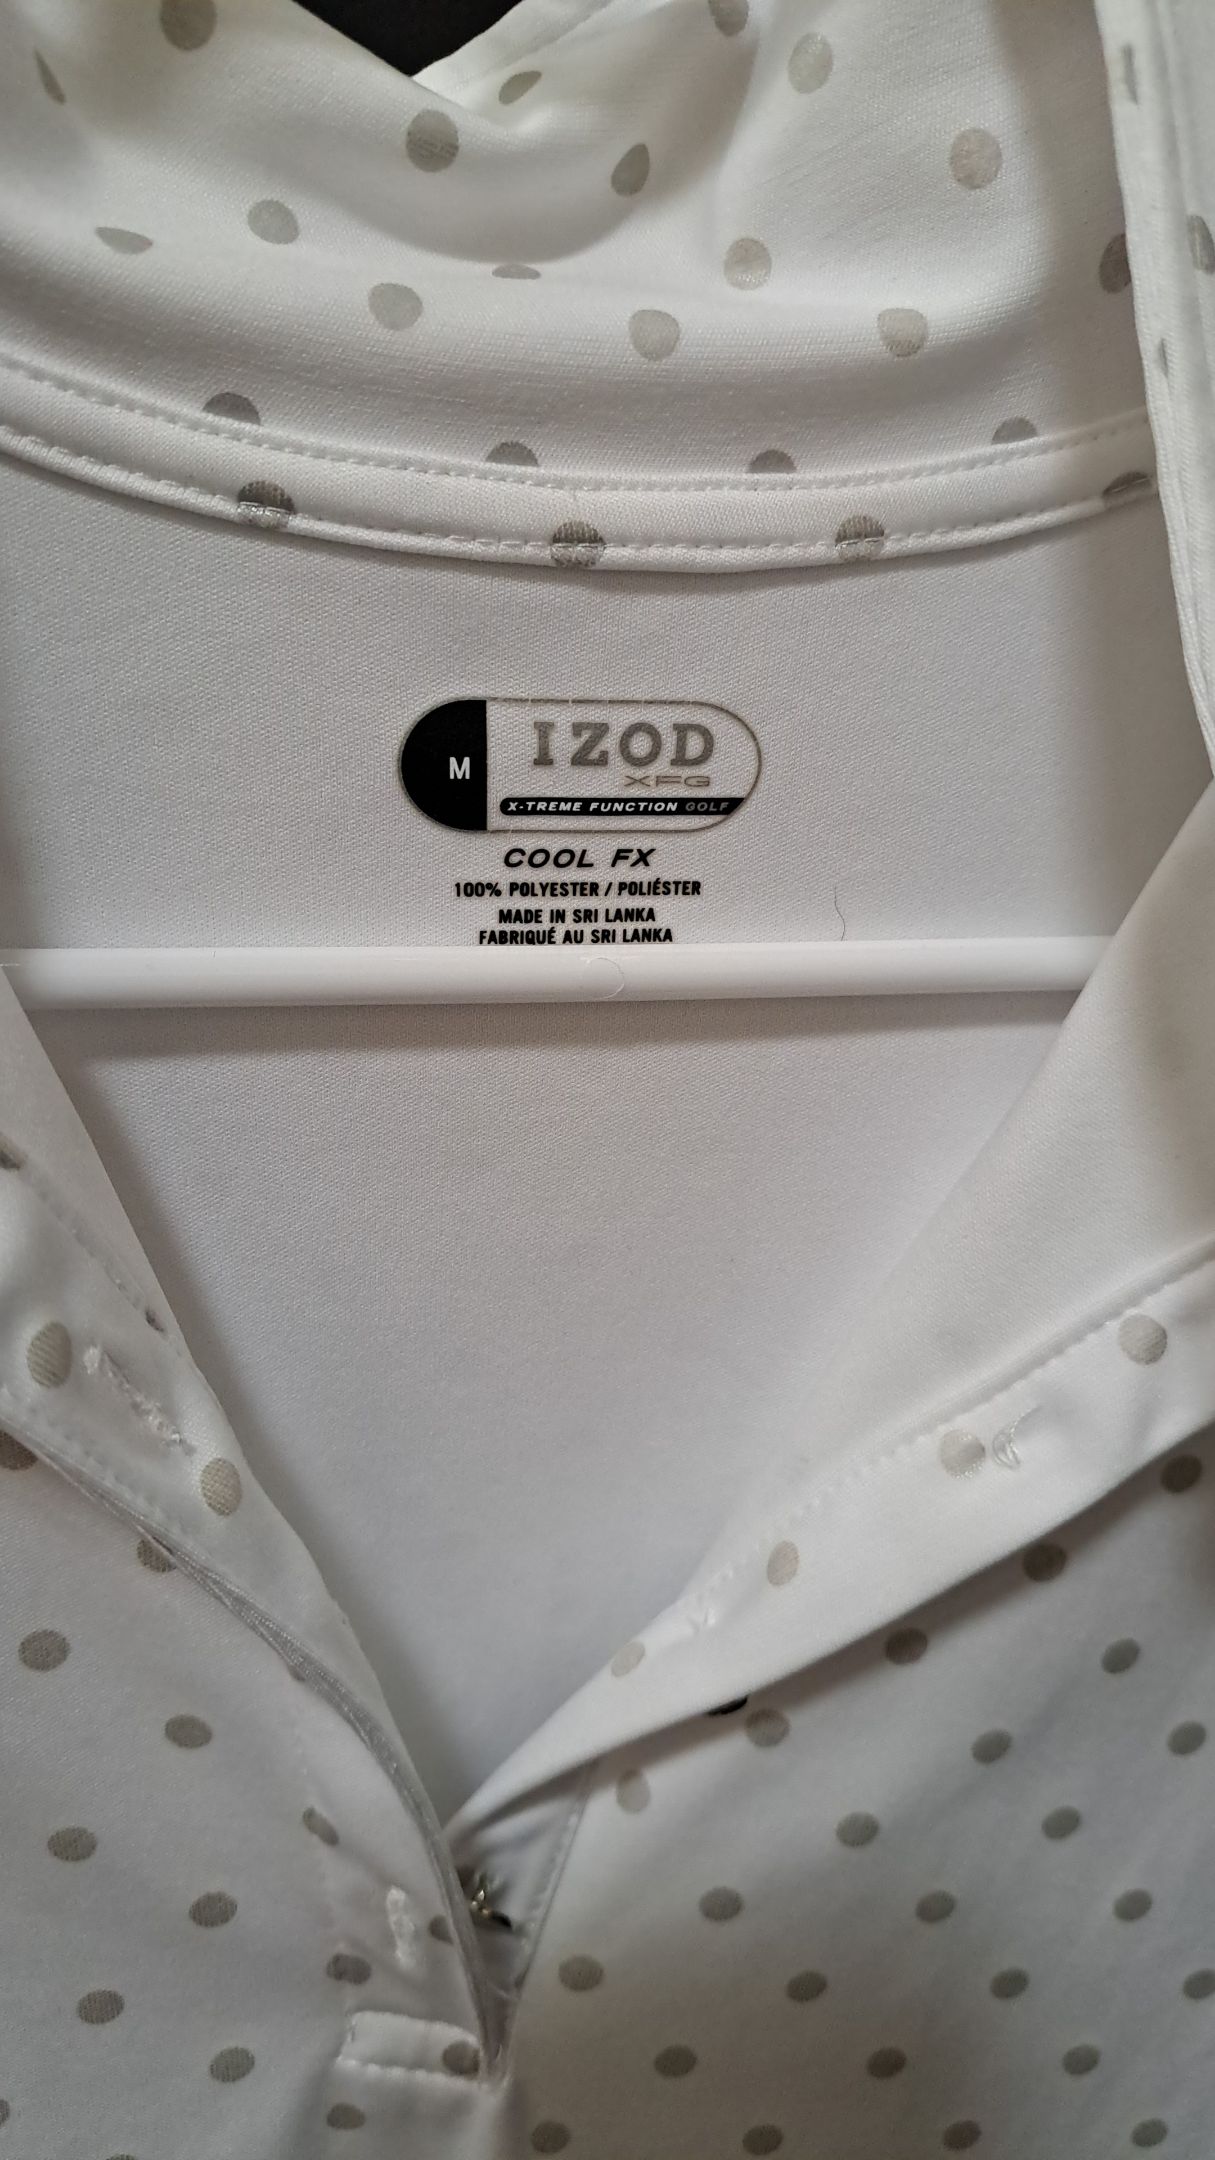 M
IZOD
XFG
X-TREME FUNCTION GOLF
COOL FX
100% POLYESTER / POLIÉSTER
MADE IN SRI LANKA
FABRIQUÉ AU SRI LANKA